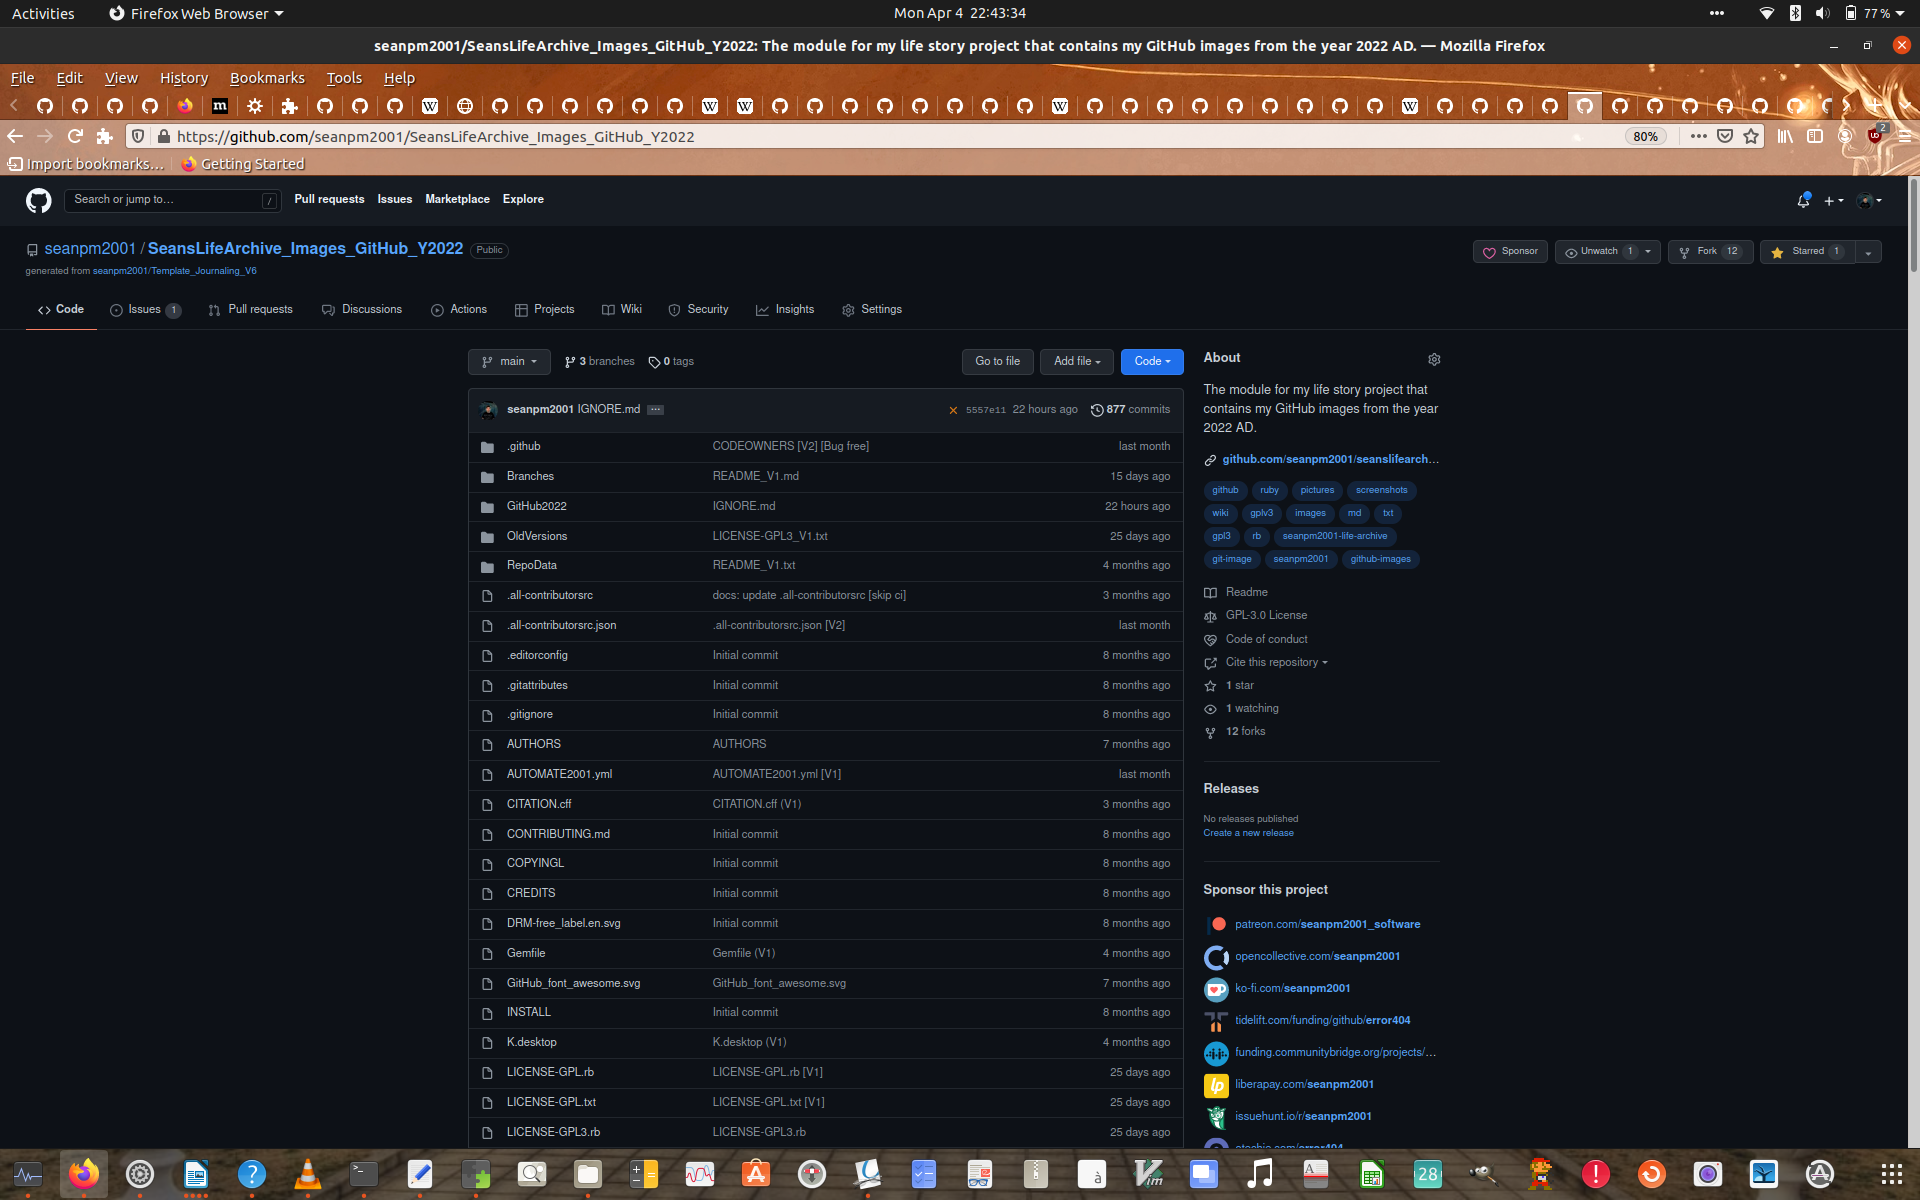 Activities Firefox Web Browser Mon Apr 4 22:43:34 77 %
seanpm2001/SeansLifeArchive_Images_GitHub_Y2022: The module for my life story project that contains my GitHub images from the year 2022 AD. — Mozilla Firefox
File Edit View History Bookmarks Tools Help
https://github.com/seanpm2001/SeansLifeArchive_Images_GitHub_Y2022 80% 2
Import bookmarks… Getting Started
Search or jump to… / Pull requests Issues Marketplace Explore
seanpm2001 / SeansLifeArchive_Images_GitHub_Y2022 Public Sponsor Unwatch 1 Fork 12 Starred 1
generated from seanpm2001/Template_Journaling_V6
Code Issues 1 Pull requests Discussions Actions Projects Wiki Security Insights Settings
main 3 branches 0 tags Go to file Add file Code
seanpm2001 IGNORE.md 5557e11 22 hours ago 877 commits
.github CODEOWNERS [V2] [Bug free] last month
Branches README_V1.md 15 days ago
GitHub2022 IGNORE.md 22 hours ago
OldVersions LICENSE-GPL3_V1.txt 25 days ago
RepoData README_V1.txt 4 months ago
.all-contributorsrc docs: update .all-contributorsrc [skip ci] 3 months ago
.all-contributorsrc.json .all-contributorsrc.json [V2] last month
.editorconfig Initial commit 8 months ago
.gitattributes Initial commit 8 months ago
.gitignore Initial commit 8 months ago
AUTHORS AUTHORS 7 months ago
AUTOMATE2001.yml AUTOMATE2001.yml [V1] last month
CITATION.cff CITATION.cff (V1) 3 months ago
CONTRIBUTING.md Initial commit 8 months ago
COPYINGL Initial commit 8 months ago
CREDITS Initial commit 8 months ago
DRM-free_label.en.svg Initial commit 8 months ago
Gemfile Gemfile (V1) 4 months ago
GitHub_font_awesome.svg GitHub_font_awesome.svg 7 months ago
INSTALL Initial commit 8 months ago
K.desktop K.desktop (V1) 4 months ago
LICENSE-GPL.rb LICENSE-GPL.rb [V1] 25 days ago
LICENSE-GPL.txt LICENSE-GPL.txt [V1] 25 days ago
LICENSE-GPL3.rb LICENSE-GPL3.rb 25 days ago
About
The module for my life story project that
contains my GitHub images from the year
2022 AD.
github.com/seanpm2001/seanslifearch…
github ruby pictures screenshots
wiki gplv3 images md txt
gpl3 rb seanpm2001-life-archive
git-image seanpm2001 github-images
Readme
GPL-3.0 License
Code of conduct
Cite this repository
1 star
1 watching
12 forks
Releases
No releases published
Create a new release
Sponsor this project
patreon.com/seanpm2001_software
opencollective.com/seanpm2001
ko-fi.com/seanpm2001
tidelift.com/funding/github/error404
funding.communitybridge.org/projects/…
liberapay.com/seanpm2001
issuehunt.io/r/seanpm2001
otechie.com/error404
28